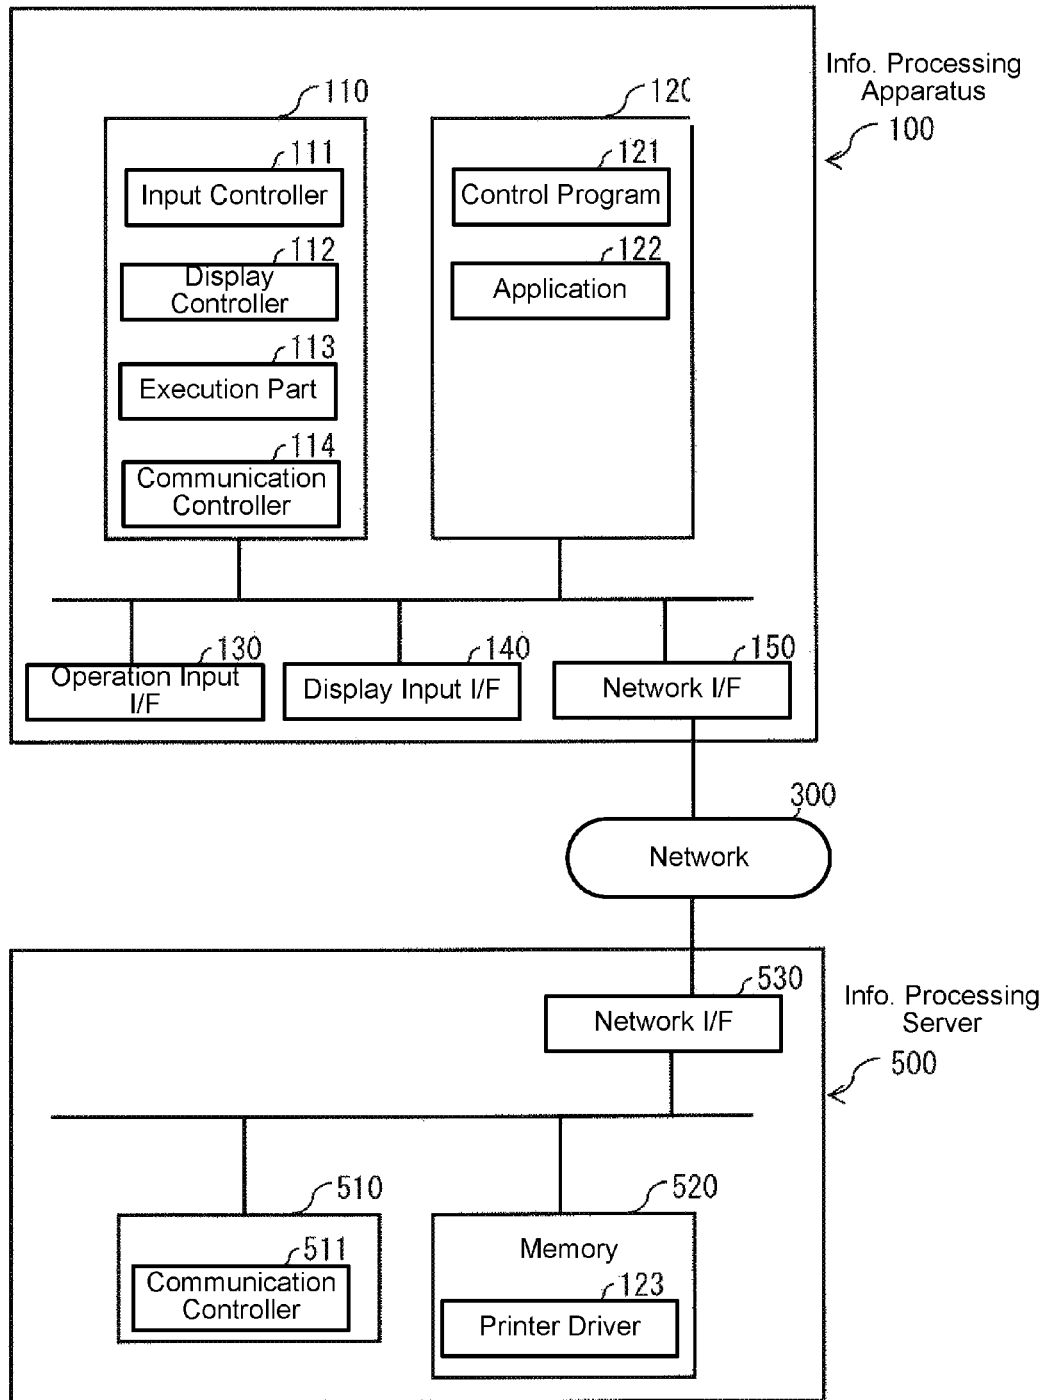 Info. Processing
Apparatus
100
110
120
111
Input Controller
121
Control Program
112
Display
Controller
122
Application
113
Execution Part
114
Communication
Controller
130
Operation Input
I/F
140
Display Input I/F
150
Network I/F
300
Network
530
Network I/F
Info. Processing
Server
500
510
511
Communication
Controller
520
Memory
123
Printer Driver